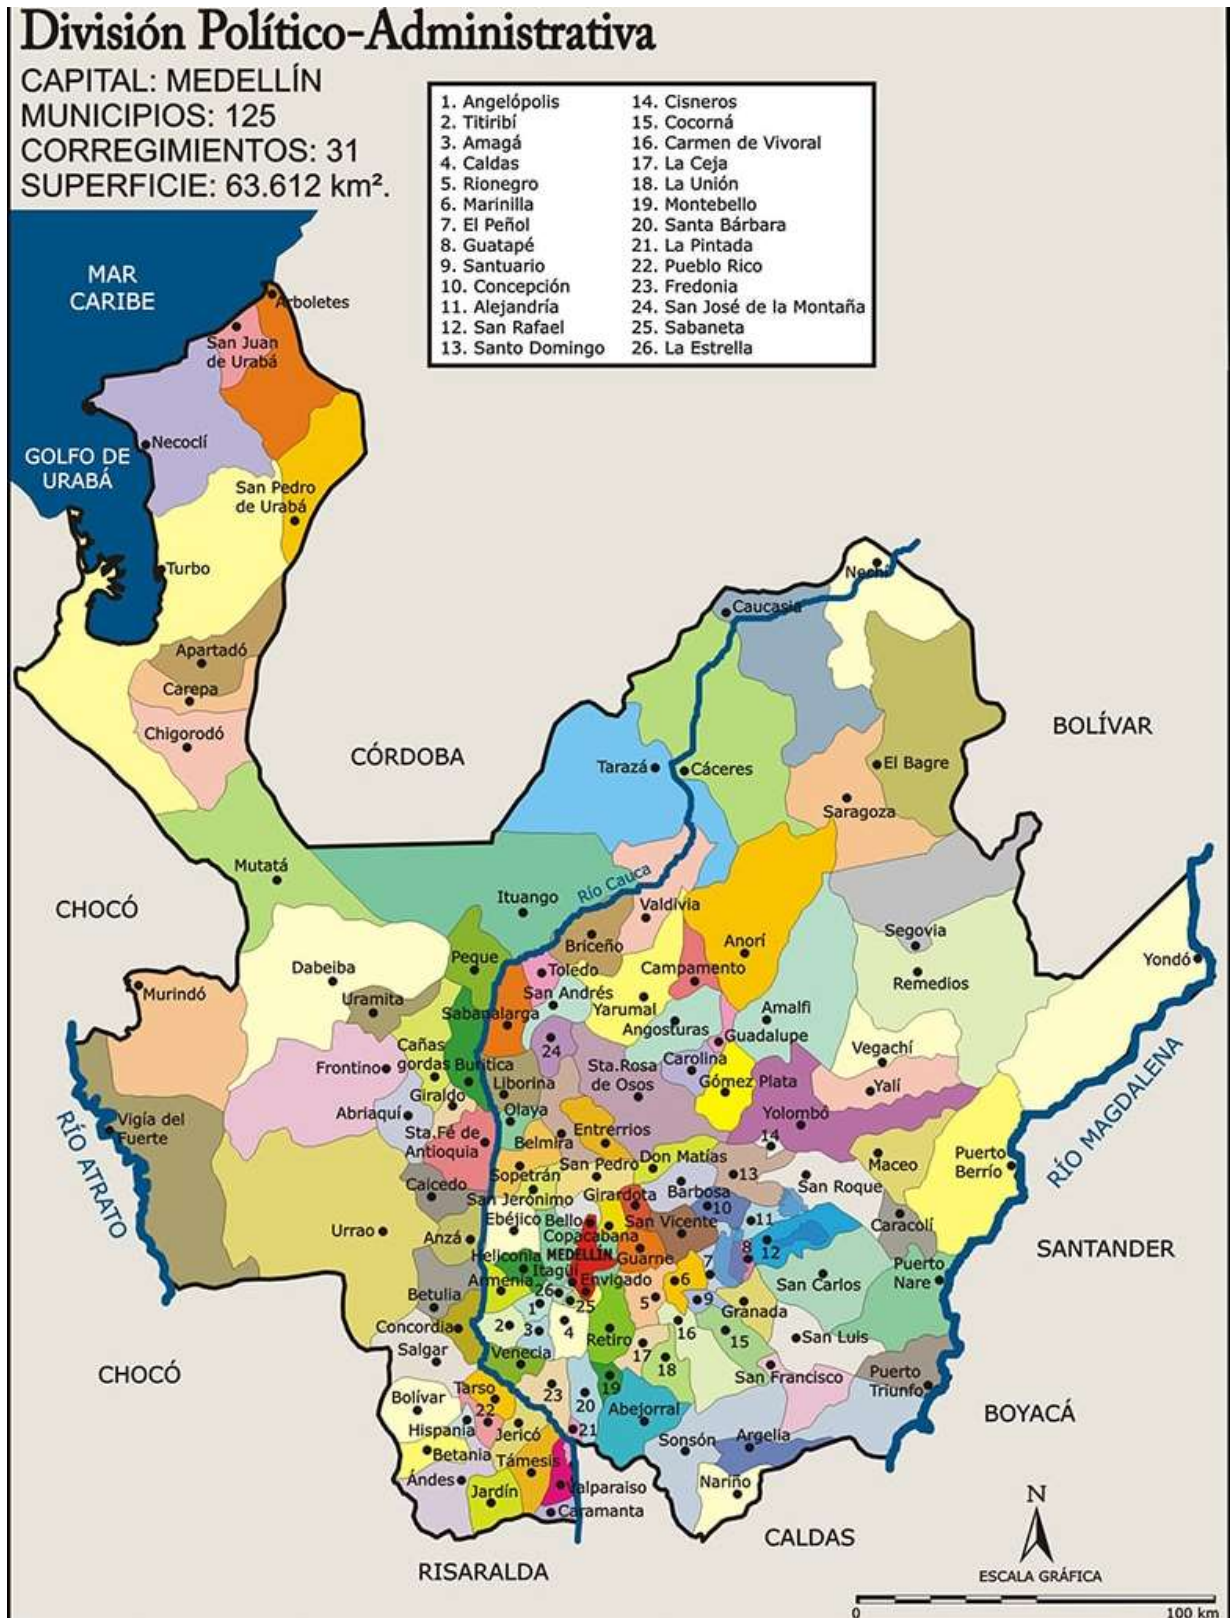 División Político-Administrativa
CAPITAL: MEDELLÍN
MUNICIPIOS: 125
CORREGIMIENTOS: 31
SUPERFICIE: 63.612 km².
1. Angelópolis
2. Titiribí
3. Amagá
4. Caldas
5. Rionegro
6. Marinilla
7. El Peñol
8. Guatapé
9. Santuario
10. Concepción
11. Alejandría
12. San Rafael
13. Santo Domingo
14. Cisneros
15. Cocorná
16. Carmen de Vivoral
17. La Ceja
18. La Unión
19. Montebello
20. Santa Bárbara
21. La Pintada
22. Pueblo Rico
23. Fredonia
24. San José de la Montaña
25. Sabaneta
26. La Estrella
MAR
CARIBE
Arboletes
San Juan
de Urabá
Necoclí
GOLFO DE
URABÁ
San Pedro
de Urabá
Turbo
Nechí
Caucasia
Apartadó
Carepa
Chigorodó
CÓRDOBA
BOLÍVAR
Tarazá
Cáceres
El Bagre
Saragoza
Mutatá
CHOCÓ
Ituango
Río Cauca
Valdivia
Briceño
Anorí
Segovia
Remedios
Yondó
Dabeiba
Peque
Toledo
Campamento
Murindó
Uramita
San Andrés
Yarumal
Amalfi
Sabanalarga
Angosturas
Guadalupe
24
Cañas
gordas
Buritica
Frontino
Sta.Rosa
de Osos
Carolina
Vegachí
Gómez Plata
Yalí
Liborina
Giraldo
Abriaquí
Olaya
Yolombó
RÍO MAGDALENA
RÍO ATRATO
Vigía del
Fuerte
Sta.Fé de
Antioquia
Belmira
Entrerrios
14
Don Matías
Maceo
Puerto
Berrío
San Pedro
Sopetrán
Caicedo
San Jerónimo
Girardota
Barbosa
13
San Roque
10
Urrao
Anzá
Ebéjico
Bello
Copacabana
San Vicente
11
Caracolí
Heliconia
MEDELLÍN
Guarne
12
SANTANDER
Itagüí
Envigado
7
8
6
Armenia
San Carlos
Puerto
Nare
Betulia
26
25
5
9
Granada
1
Concordia
2
3
4
Retiro
16
15
San Luis
Salgar
Venecia
17
18
San Francisco
Puerto
Triunfo
CHOCÓ
Bolívar
Tarso
23
19
20
22
Abejorral
BOYACÁ
Hispania
Jericó
21
Betania
Sonsón
Argelia
Támesis
Ándes
Jardín
Valparaiso
Nariño
Caramanta
CALDAS
RISARALDA
N
ESCALA GRÁFICA
0
100 km